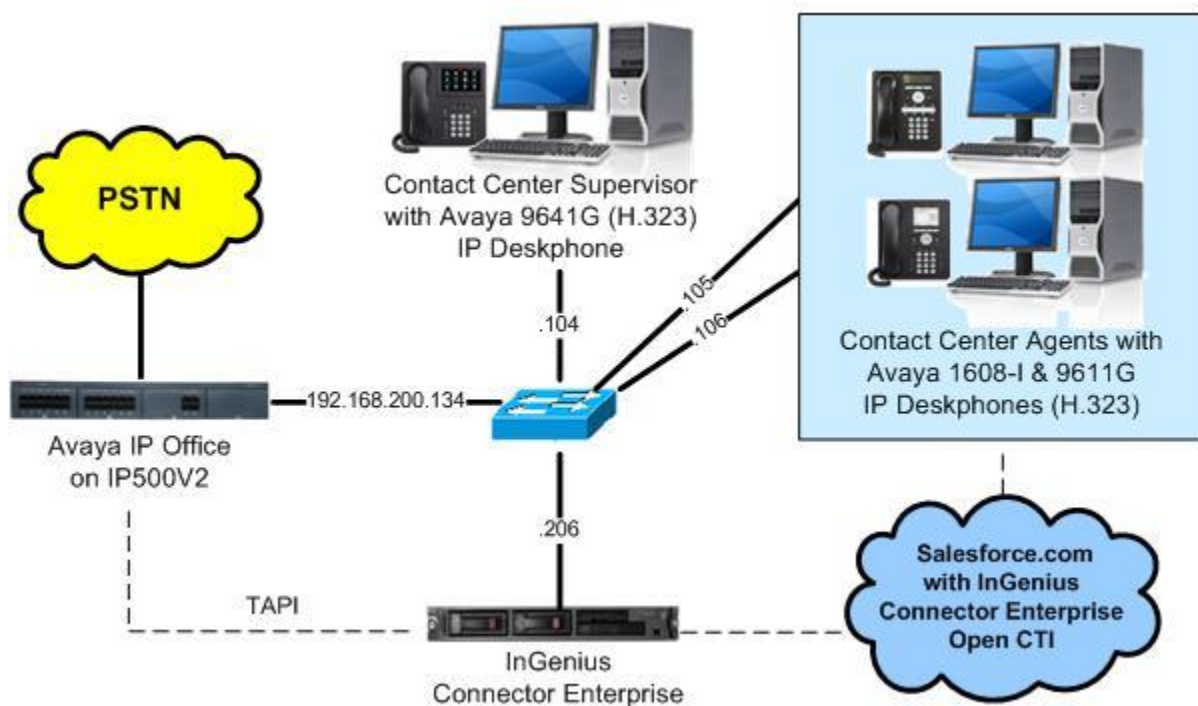 PSTN
Contact Center Supervisor
with Avaya 9641G (H.323)
IP Deskphone
Contact Center Agents with
Avaya 1608-I & 9611G
IP Deskphones (H.323)
.104
.105
.106
192.168.200.134
Avaya IP Office
on IP500V2
.206
TAPI
InGenius
Connector Enterprise
Salesforce.com
with InGenius
Connector Enterprise
Open CTI